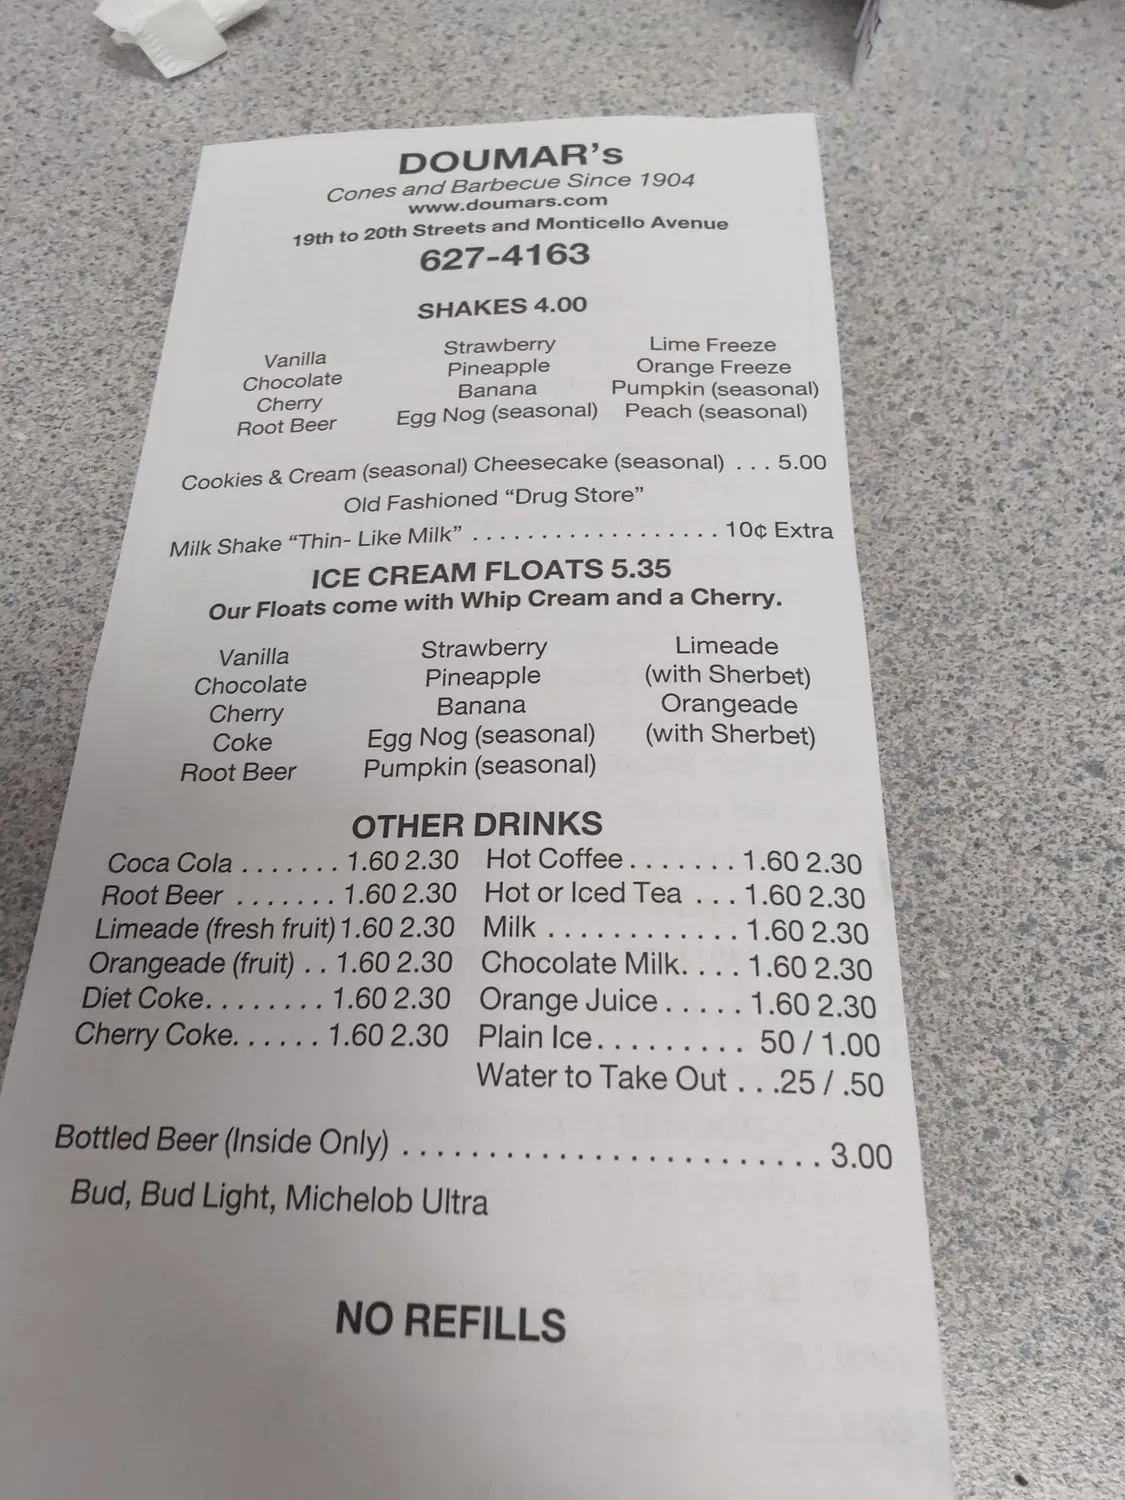 DOUMAR's
Cones and Barbecue Since 1904
www.doumars.com
19th to 20th Streets and Monticello Avenue
627-4163
SHAKES 4.00
Vanilla Strawberry Lime Freeze
Chocolate Pineapple Orange Freeze
Cherry Banana Pumpkin (seasonal)
Root Beer Egg Nog (seasonal) Peach (seasonal)
Cookies & Cream (seasonal) Cheesecake (seasonal) . . . 5.00
Old Fashioned “Drug Store”
Milk Shake “Thin- Like Milk” . . . . . . . . . . . . . . . . . . 10¢ Extra
ICE CREAM FLOATS 5.35
Our Floats come with Whip Cream and a Cherry.
Vanilla Strawberry Limeade
Chocolate Pineapple (with Sherbet)
Cherry Banana Orangeade
Coke Egg Nog (seasonal) (with Sherbet)
Root Beer Pumpkin (seasonal)
OTHER DRINKS
Coca Cola . . . . . . . 1.60 2.30 Hot Coffee . . . . . . . 1.60 2.30
Root Beer . . . . . . . 1.60 2.30 Hot or Iced Tea . . . 1.60 2.30
Limeade (fresh fruit) 1.60 2.30 Milk . . . . . . . . . . . . 1.60 2.30
Orangeade (fruit) . . 1.60 2.30 Chocolate Milk. . . . 1.60 2.30
Diet Coke. . . . . . . . 1.60 2.30 Orange Juice . . . . . 1.60 2.30
Cherry Coke. . . . . . 1.60 2.30 Plain Ice. . . . . . . . . 50 / 1.00
Water to Take Out . . .25 / .50
Bottled Beer (Inside Only) . . . . . . . . . . . . . . . . . . . . . . . . . 3.00
Bud, Bud Light, Michelob Ultra
NO REFILLS